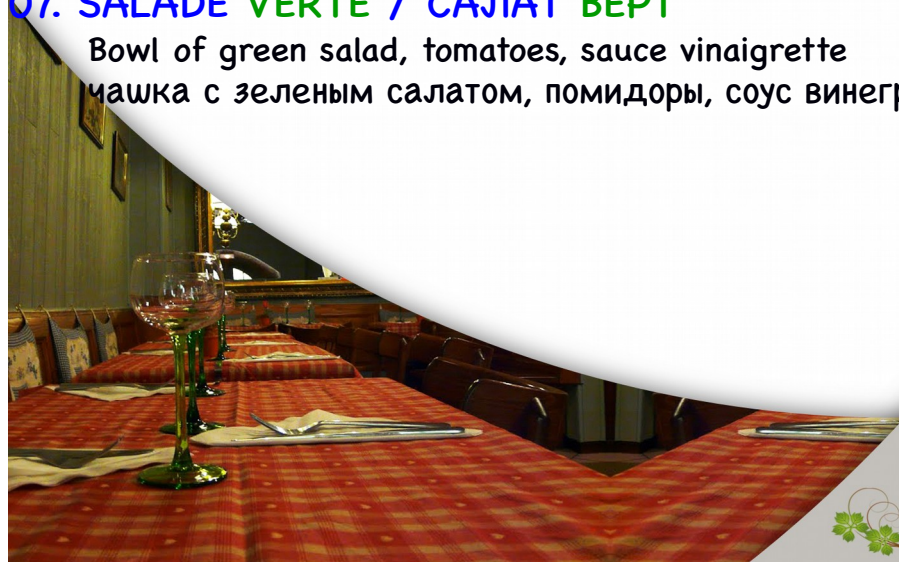 07. SALADE VERTE / САЛАТ ВЕРТ
Bowl of green salad, tomatoes, sauce vinaigrette
чашка с зеленым салатом, помидоры, соус винегр